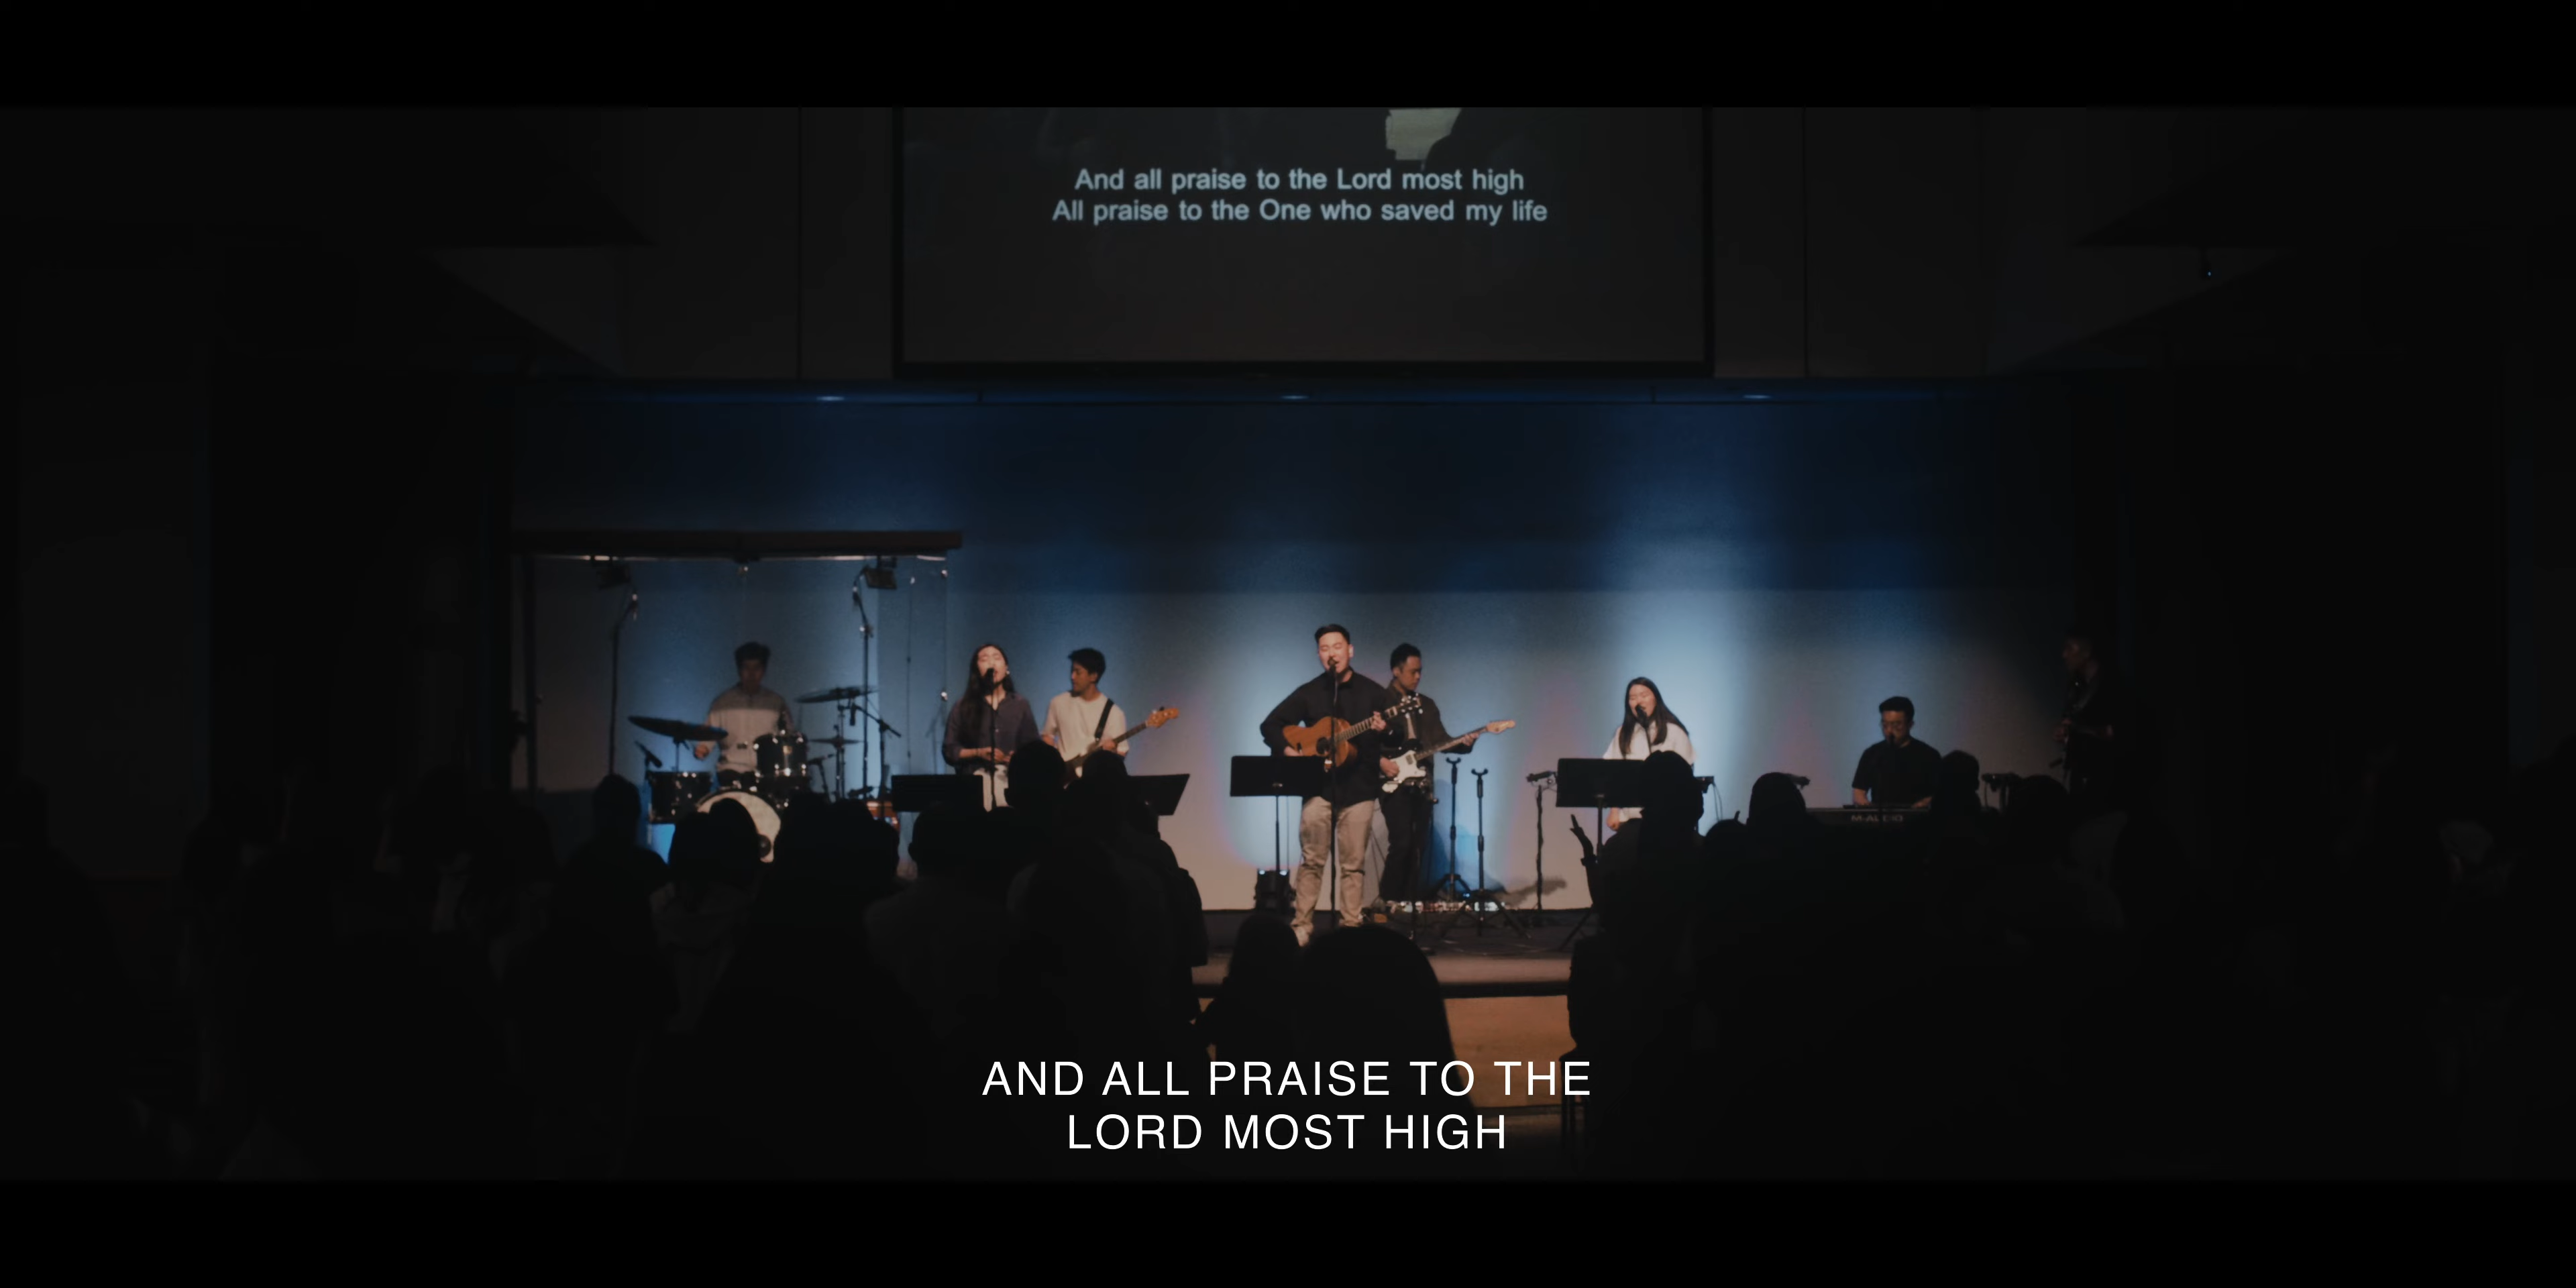 And all praise to the Lord most high
All praise to the One who saved my life
M-AUDIO
AND ALL PRAISE TO THE
LORD MOST HIGH